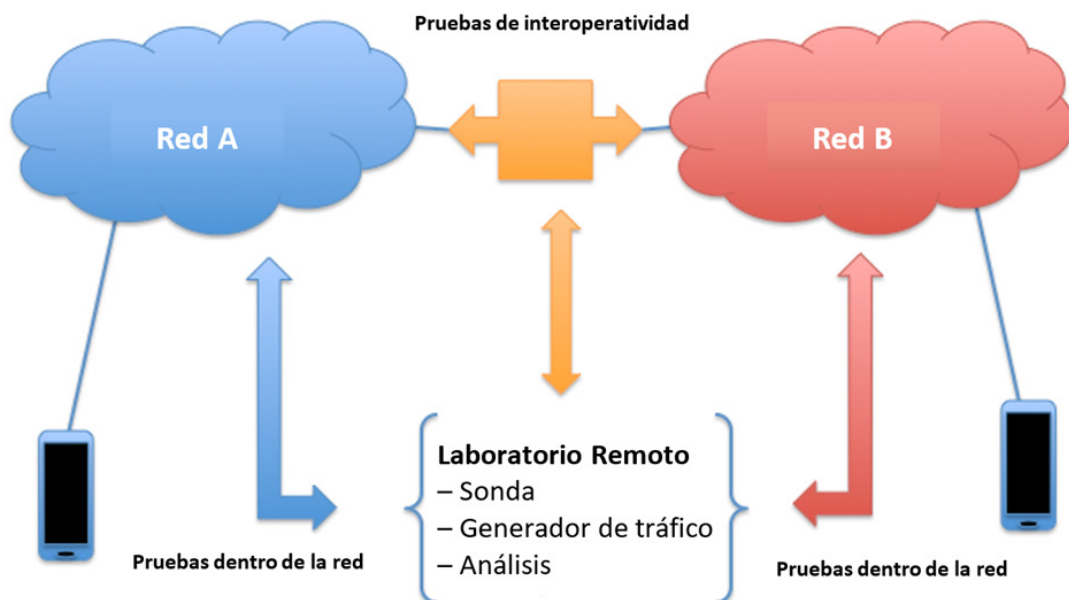 Pruebas de interoperatividad
Red A
Red B
Laboratorio Remoto
– Sonda
– Generador de tráfico
– Análisis
Pruebas dentro de la red
Pruebas dentro de la red